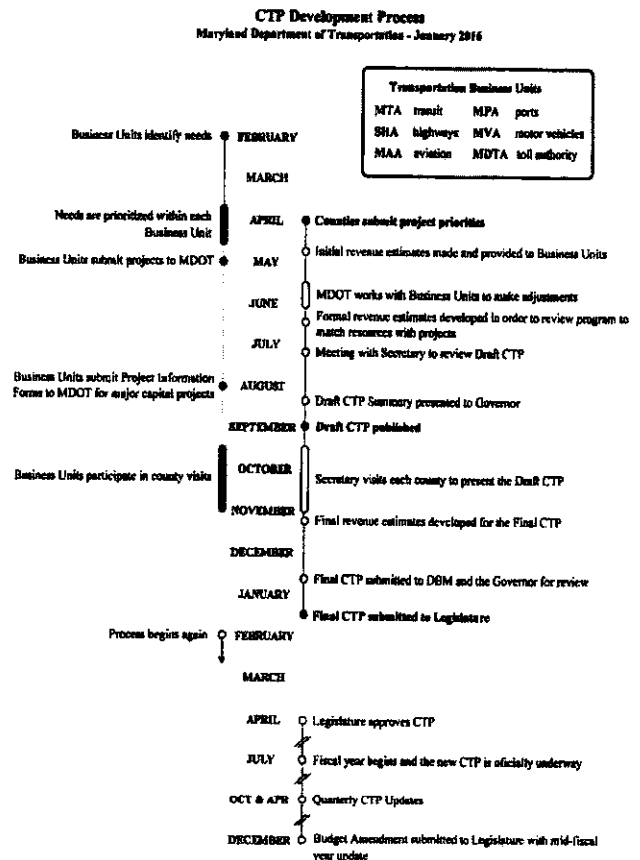 CTP Development Process
Maryland Department of Transportation - January 2016
Transportation Business Units
MTA transit MPA ports
SHA highways MVA motor vehicles
MAA aviation MDTA toll authority
Business Units identify needs
FEBRUARY
MARCH
Needs are prioritized within each
Business Unit
APRIL
Counties submit project priorities
Initial revenue estimates made and provided to Business Units
Business Units submit projects to MDOT
MAY
MDOT works with Business Units to make adjustments
JUNE
Formal revenue estimates developed in order to review program to
match resources with projects
JULY
Meeting with Secretary to review Draft CTP
Business Units submit Project Information
Forms to MDOT for major capital projects
AUGUST
Draft CTP Summary presented to Governor
SEPTEMBER
Draft CTP published
Business Units participate in county visits
OCTOBER
Secretary visits each county to present the Draft CTP
NOVEMBER
Final revenue estimates developed for the Final CTP
DECEMBER
Final CTP submitted to DBM and the Governor for review
JANUARY
Final CTP submitted to Legislature
Process begins again
FEBRUARY
MARCH
APRIL
Legislature approves CTP
JULY
Fiscal year begins and the new CTP is oficially underway
OCT & APR
Quarterly CTP Updates
DECEMBER
Budget Amendment submitted to Legislature with mid-fiscal
year update